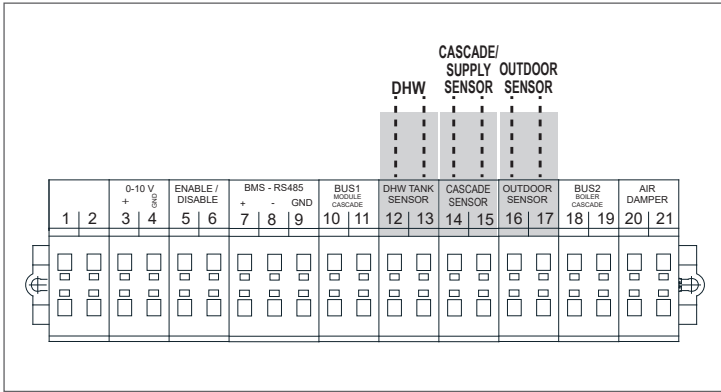 CASCADE/
SUPPLY OUTDOOR
DHW SENSOR SENSOR
0-10 V ENABLE / BMS - RS485 BUS1 DHW TANK CASCADE OUTDOOR BUS2 AIR
+ GND DISABLE + - GND MODULE CASCADE SENSOR SENSOR SENSOR BOILER CASCADE DAMPER
1 2 3 4 5 6 7 8 9 10 11 12 13 14 15 16 17 18 19 20 21